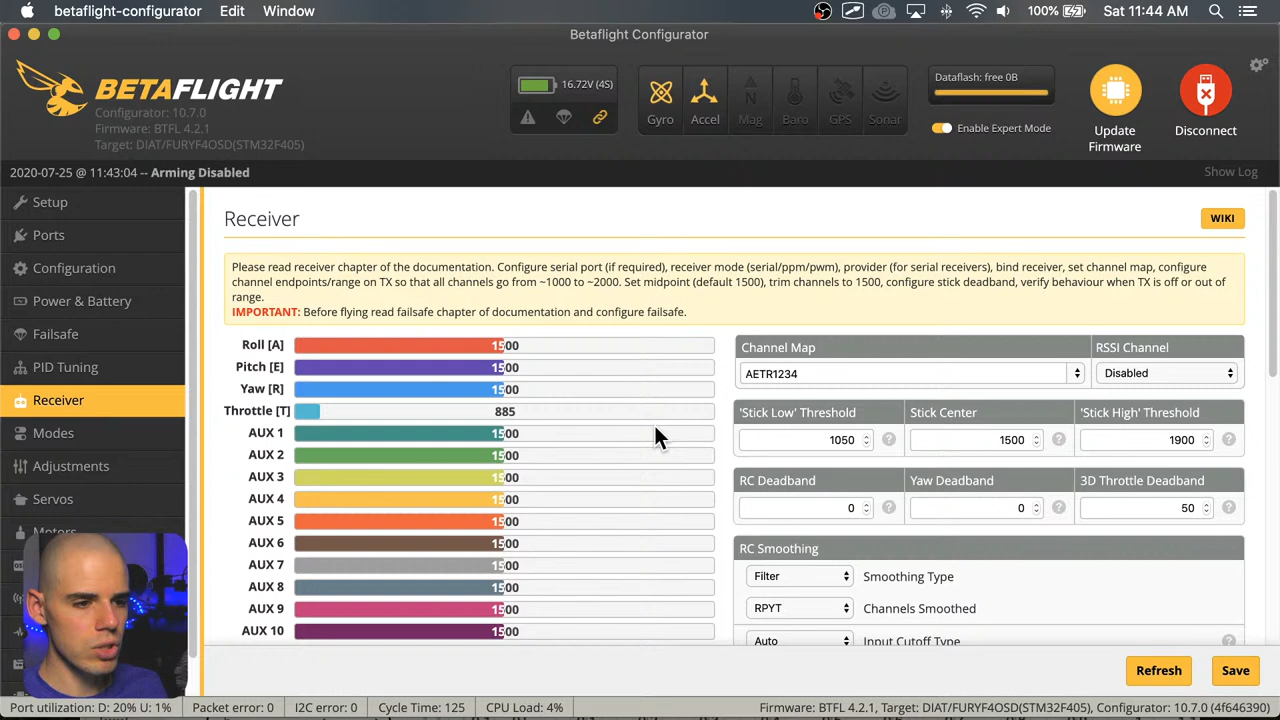 betaflight-configurator Edit Window 100% Sat 11:44 AM
Betaflight Configurator
BETAFLIGHT
Configurator: 10.7.0
Firmware: BTFL 4.2.1
Target: DIAT/FURYF4OSD(STM32F405)
16.72V (4S)
Gyro Accel Mag Baro GPS Sonar
Dataflash: free 0B
Enable Expert Mode
Update Firmware
Disconnect
2020-07-25 @ 11:43:04 -- Arming Disabled
Show Log
Setup
Ports
Configuration
Power & Battery
Failsafe
PID Tuning
Receiver
Modes
Adjustments
Servos
Motors
Receiver
WIKI
Please read receiver chapter of the documentation. Configure serial port (if required), receiver mode (serial/ppm/pwm), provider (for serial receivers), bind receiver, set channel map, configure
channel endpoints/range on TX so that all channels go from ~1000 to ~2000. Set midpoint (default 1500), trim channels to 1500, configure stick deadband, verify behaviour when TX is off or out of
range.
IMPORTANT: Before flying read failsafe chapter of documentation and configure failsafe.
Roll [A] 1500
Pitch [E] 1500
Yaw [R] 1500
Throttle [T] 885
AUX 1 1500
AUX 2 1500
AUX 3 1500
AUX 4 1500
AUX 5 1500
AUX 6 1500
AUX 7 1500
AUX 8 1500
AUX 9 1500
AUX 10 1500
Channel Map RSSI Channel
AETR1234 Disabled
'Stick Low' Threshold Stick Center 'Stick High' Threshold
1050 ? 1500 ? 1900 ?
RC Deadband Yaw Deadband 3D Throttle Deadband
0 ? 0 ? 50 ?
RC Smoothing
Filter Smoothing Type
RPYT Channels Smoothed
Auto Input Cutoff Type ?
Refresh Save
Port utilization: D: 20% U: 1% Packet error: 0 I2C error: 0 Cycle Time: 125 CPU Load: 4% Firmware: BTFL 4.2.1, Target: DIAT/FURYF4OSD(STM32F405), Configurator: 10.7.0 (4f646390)